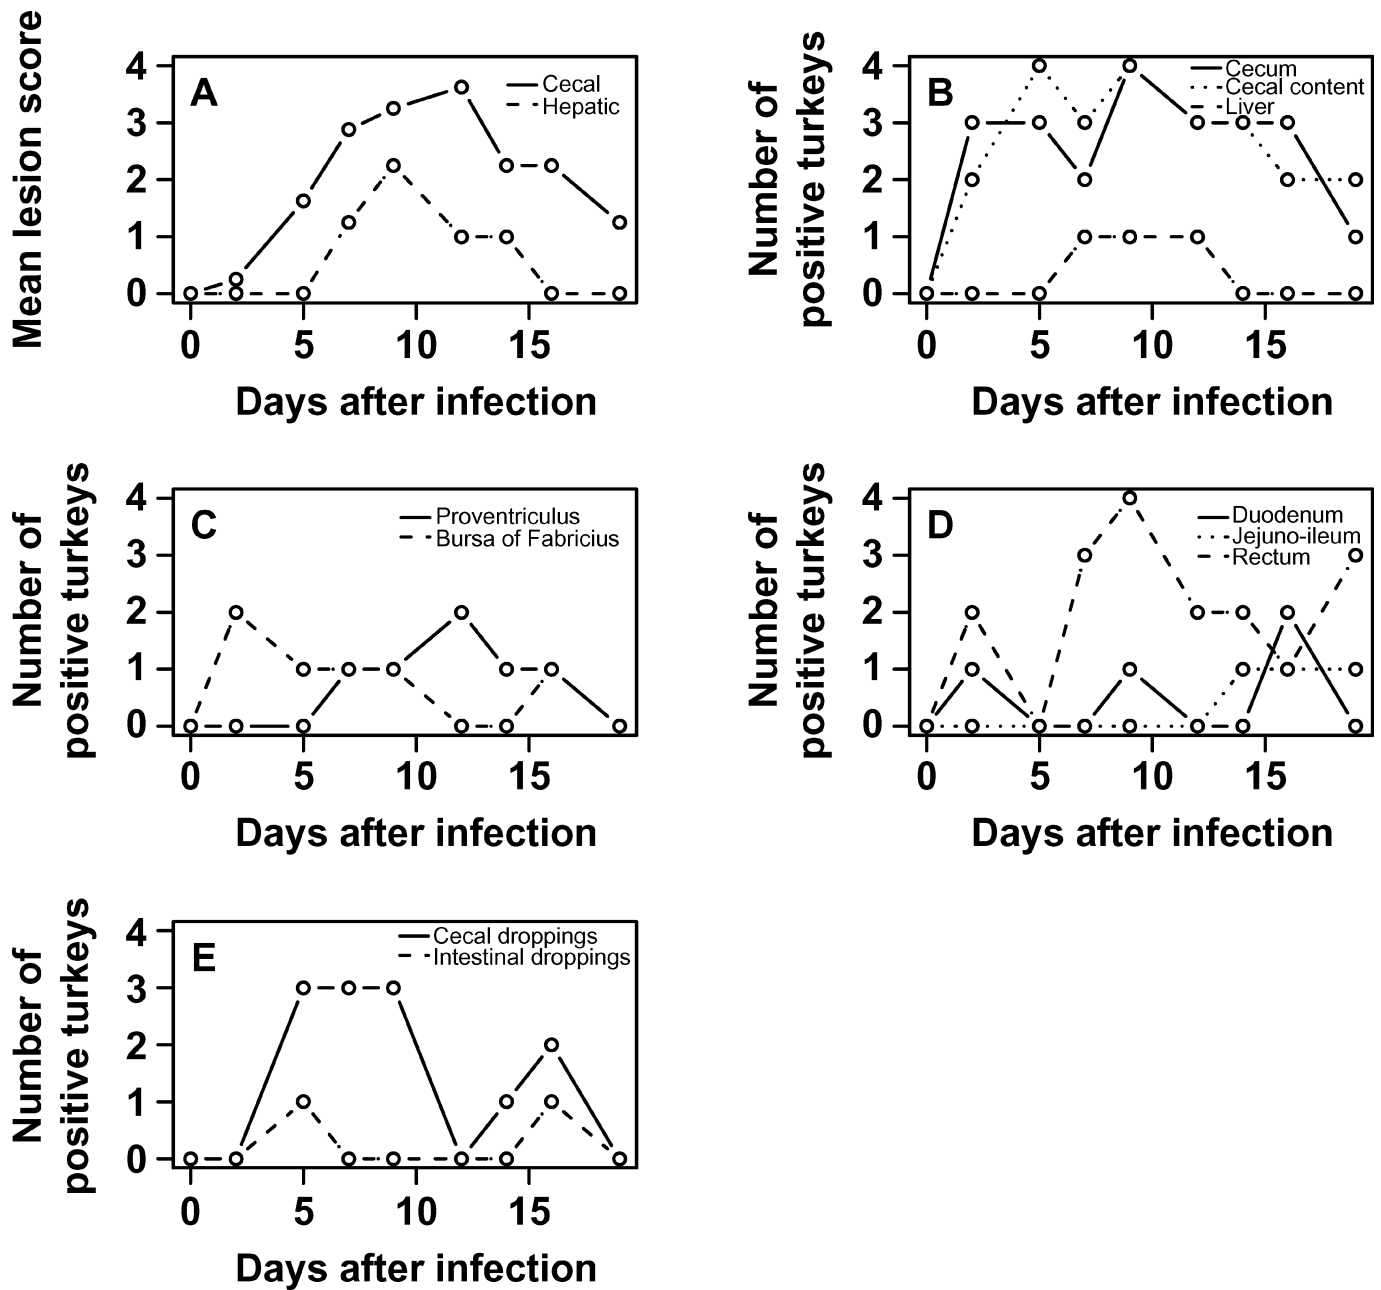 Mean lesion score
4
3
2
1
0
A
Cecal
Hepatic
0 5 10 15
Days after infection
Number of
positive turkeys
4
3
2
1
0
B
Cecum
Cecal content
Liver
0 5 10 15
Days after infection
Number of
positive turkeys
4
3
2
1
0
C
Proventriculus
Bursa of Fabricius
0 5 10 15
Days after infection
Number of
positive turkeys
4
3
2
1
0
D
Duodenum
Jejuno-ileum
Rectum
0 5 10 15
Days after infection
Number of
positive turkeys
4
3
2
1
0
E
Cecal droppings
Intestinal droppings
0 5 10 15
Days after infection